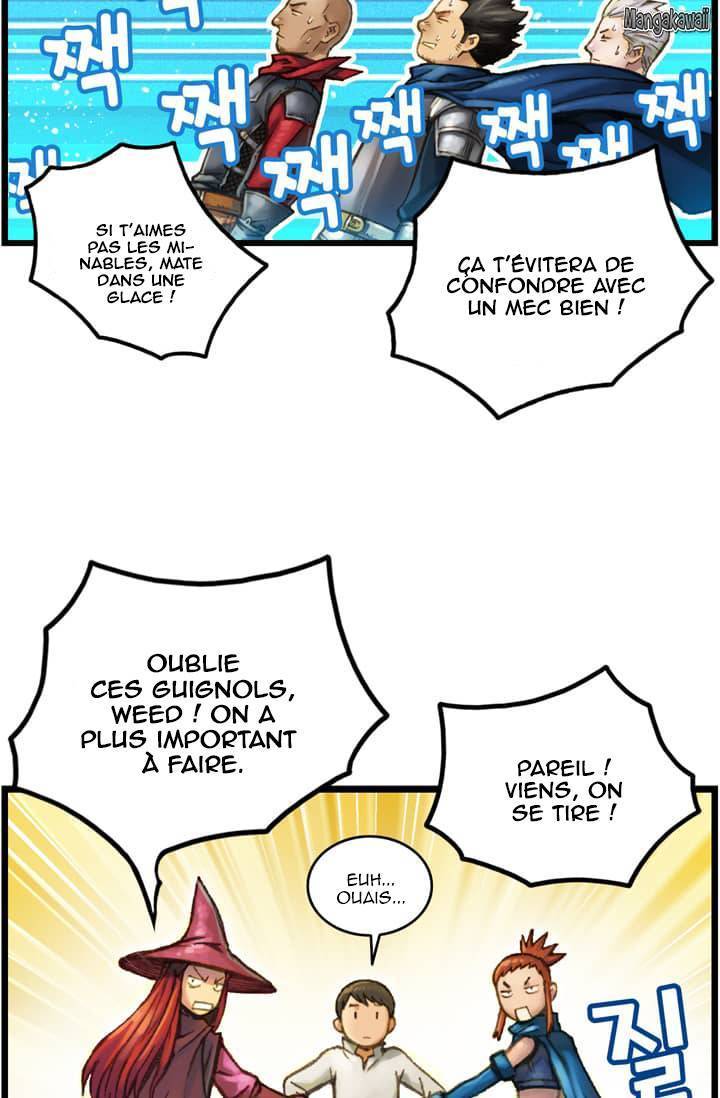 Mangakawaii
짹
짹
짹
짹
짹
짹
짹
SI T'AIMES
PAS LES MI-
NABLES, MATE
DANS UNE
GLACE !
ÇA T'ÉVITERA DE
CONFONDRE AVEC
UN MEC BIEN !
OUBLIE
CES GUIGNOLS,
WEED ! ON A
PLUS IMPORTANT
À FAIRE.
PAREIL !
VIENS, ON
SE TIRE !
EUH...
OUAIS...
지